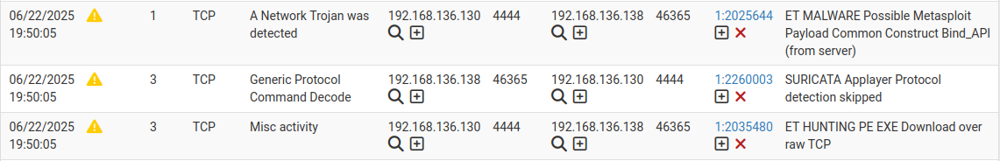 06/22/2025 1 TCP A Network Trojan was 192.168.136.130 4444 192.168.136.138 46365 1:2025644 ET MALWARE Possible Metasploit
19:50:05 detected Payload Common Construct Bind_API
(from server)
06/22/2025 3 TCP Generic Protocol 192.168.136.138 46365 192.168.136.130 4444 1:2260003 SURICATA Applayer Protocol
19:50:05 Command Decode detection skipped
06/22/2025 3 TCP Misc activity 192.168.136.130 4444 192.168.136.138 46365 1:2035480 ET HUNTING PE EXE Download over
19:50:05 raw TCP